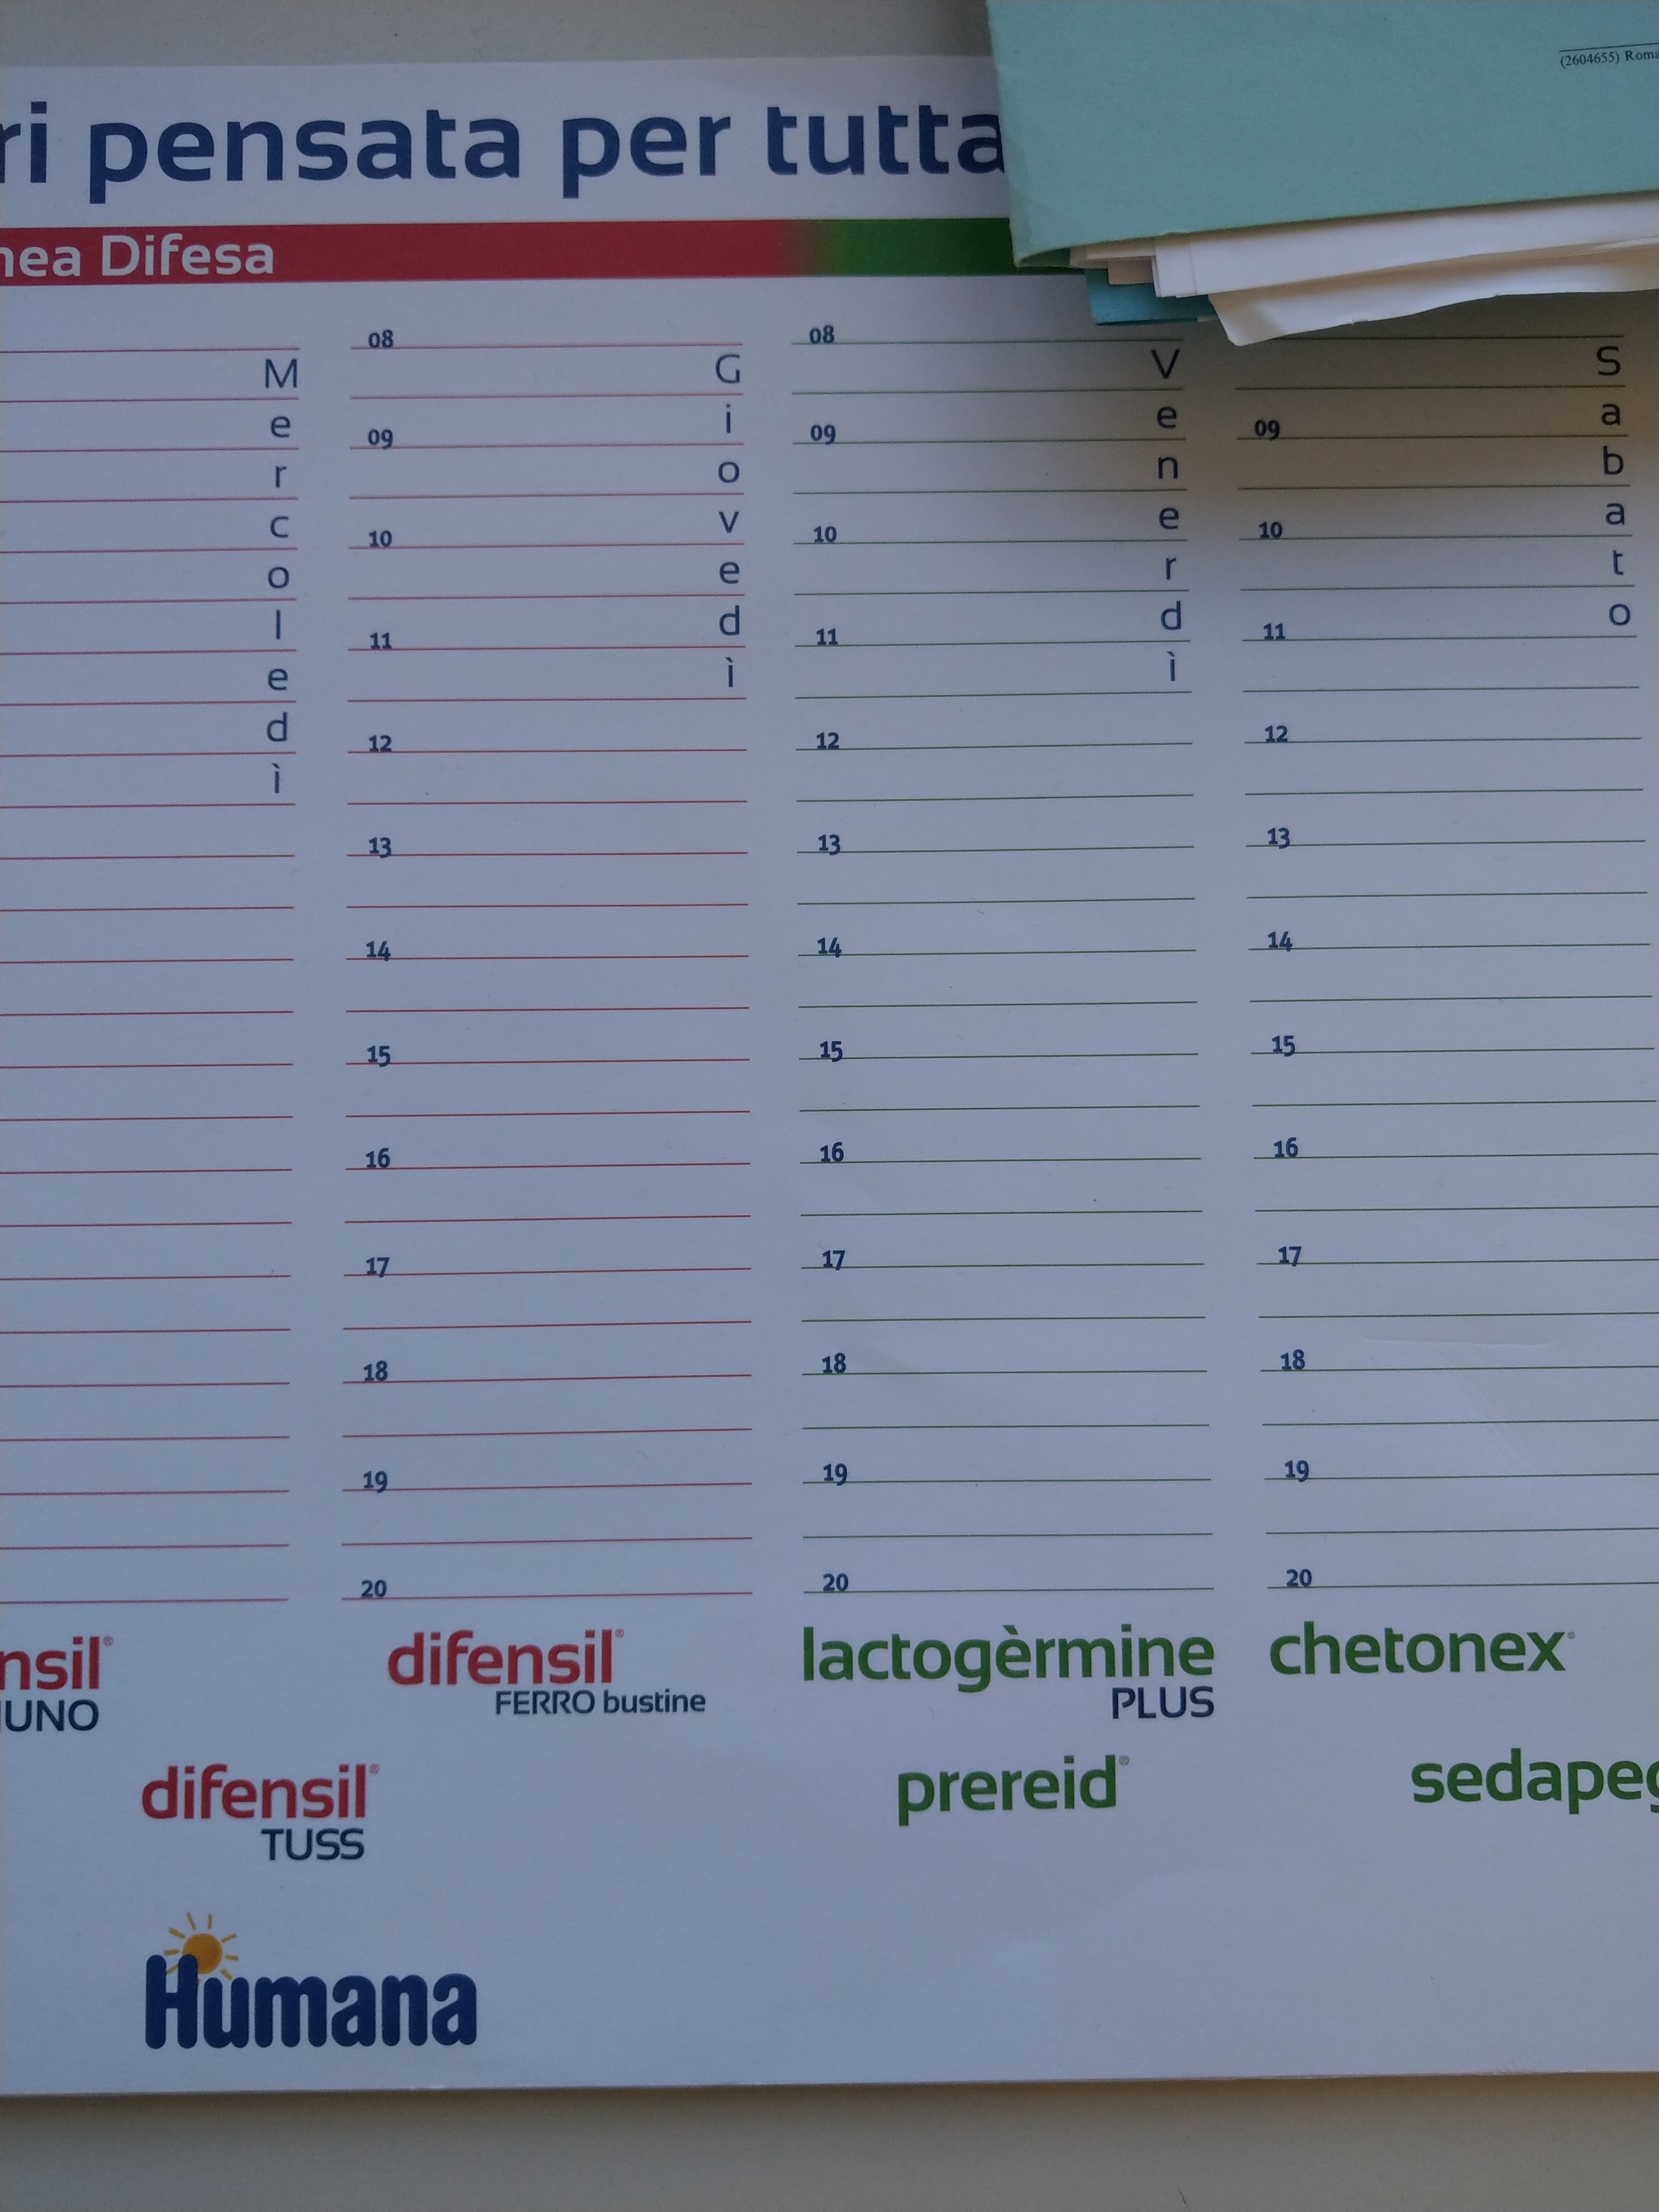 (2604655) Roma
ri pensata per tutta
nea Difesa
Mercoledì
08
09
10
11
12
13
14
15
16
17
18
19
20
Giovedì
08
09
10
11
12
13
14
15
16
17
18
19
20
Venerdì
09
10
11
12
13
14
15
16
17
18
19
20
Sabato
nsil®
UNO
difensil®
FERRO bustine
lactogèrmine
PLUS
chetonex®
difensil®
TUSS
prereid®
sedapeg
Humana